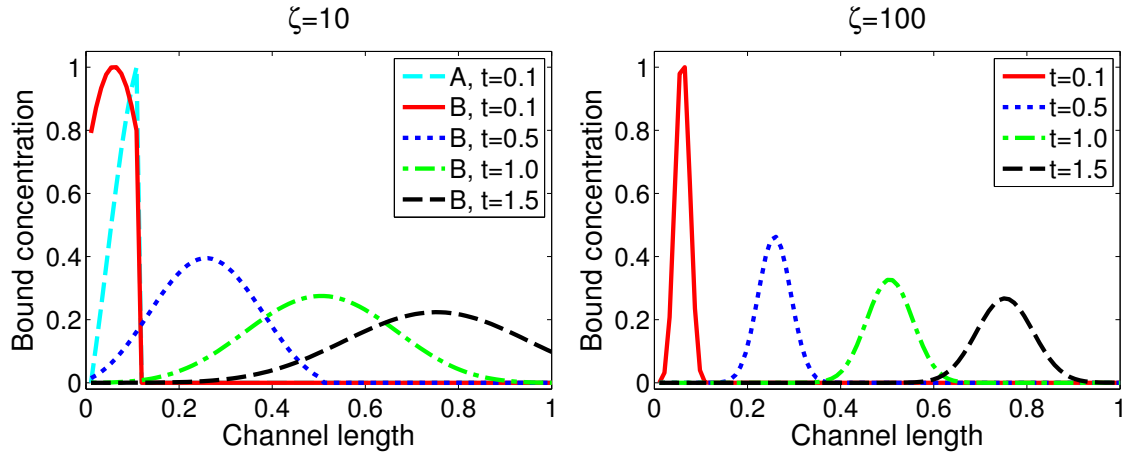 ζ=10
Bound concentration
1
0.8
0.6
0.4
0.2
0
0
0.2
0.4
0.6
0.8
1
Channel length
A, t=0.1
B, t=0.1
B, t=0.5
B, t=1.0
B, t=1.5
ζ=100
Bound concentration
1
0.8
0.6
0.4
0.2
0
0
0.2
0.4
0.6
0.8
1
Channel length
t=0.1
t=0.5
t=1.0
t=1.5